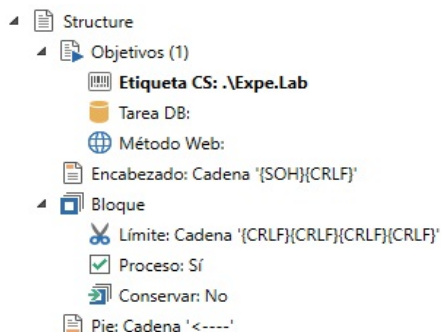 Structure
Objetivos (1)
Etiqueta CS: .\Expe.Lab
Tarea DB:
Método Web:
Encabezado: Cadena '{SOH}{CRLF}'
Bloque
Límite: Cadena '{CRLF}{CRLF}{CRLF}{CRLF}'
Proceso: Sí
Conservar: No
Pie: Cadena '<----'